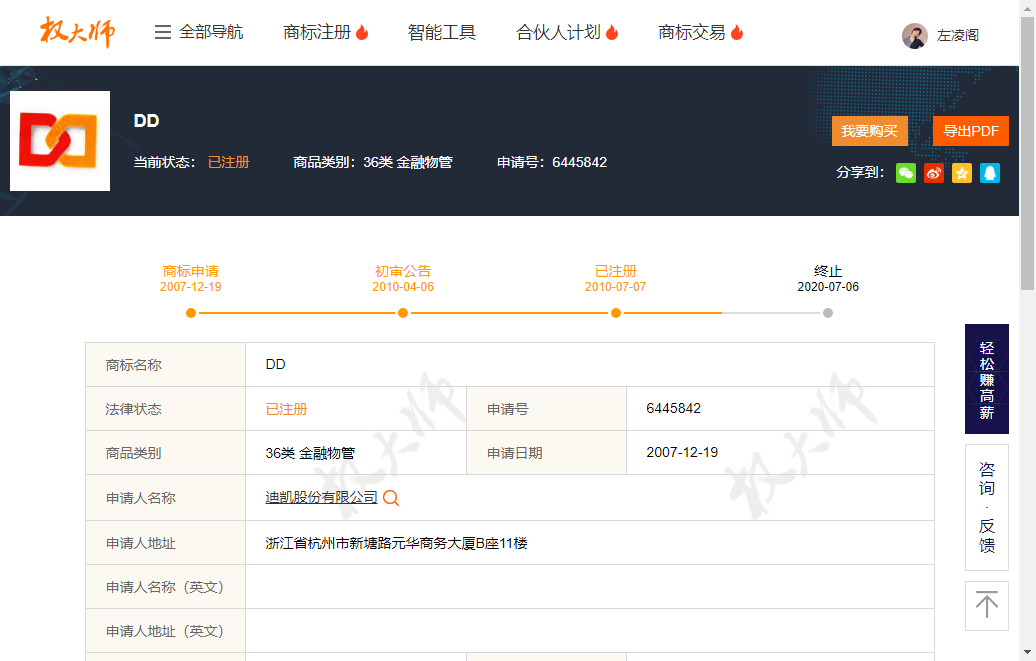 权大师
全部导航
商标注册
智能工具
合伙人计划
商标交易
左凌阁
DD
DD
当前状态： 已注册
商品类别：36类 金融物管
申请号：6445842
我要购买
导出PDF
分享到：
商标申请
2007-12-19
初审公告
2010-04-06
已注册
2010-07-07
终止
2020-07-06
商标名称 DD
法律状态 已注册 申请号 6445842
商品类别 36类 金融物管 申请日期 2007-12-19
申请人名称 迪凯股份有限公司
申请人地址 浙江省杭州市新塘路元华商务大厦B座11楼
申请人名称（英文）
申请人地址（英文）
权大师
权大师
轻松赚高薪
咨询·反馈